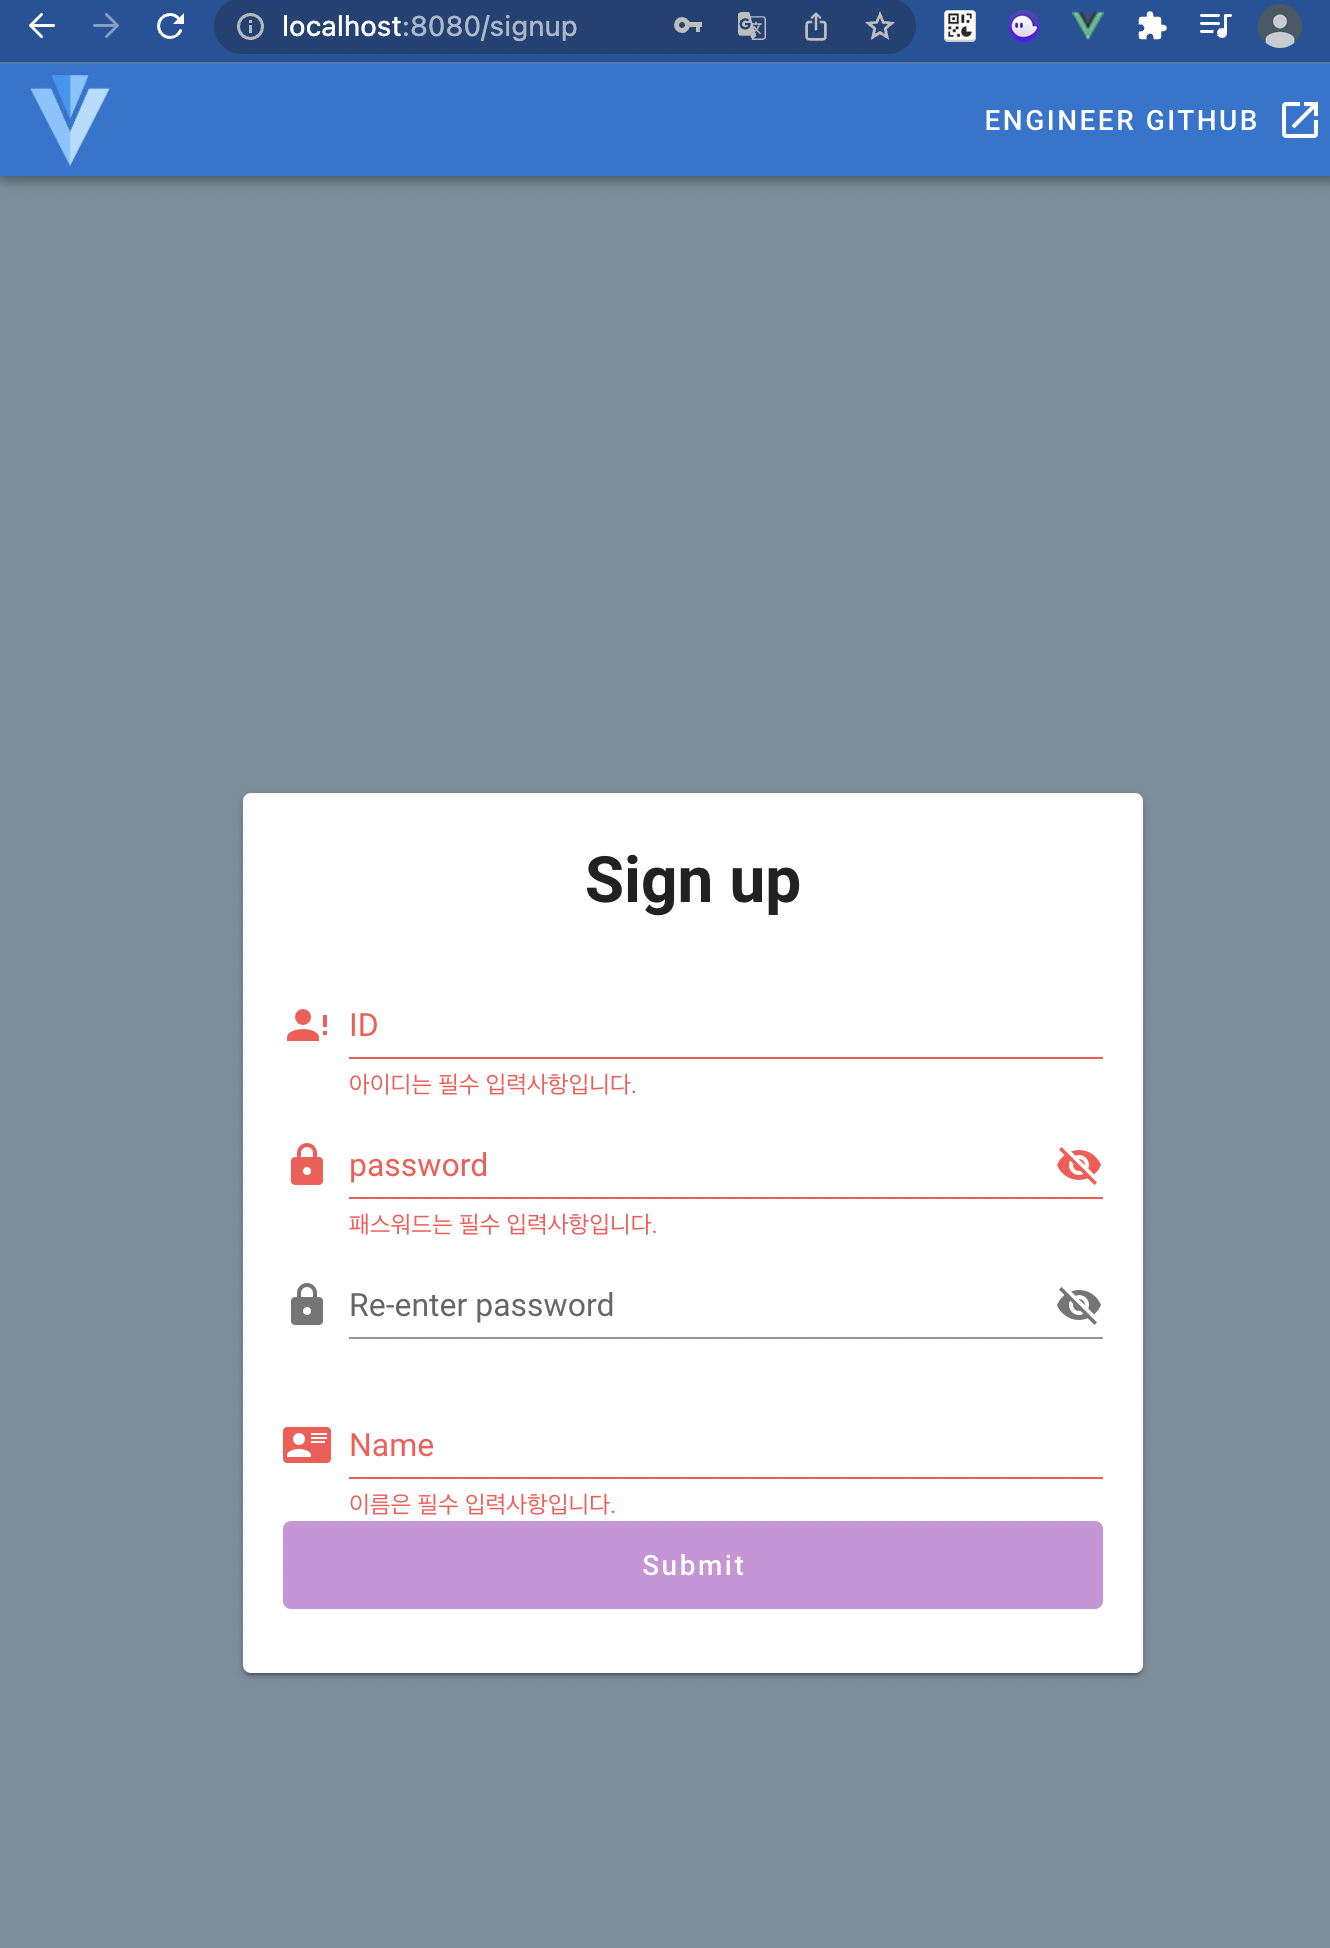 localhost:8080/signup
ENGINEER GITHUB
Sign up
ID
아이디는 필수 입력사항입니다.
password
패스워드는 필수 입력사항입니다.
Re-enter password
Name
이름은 필수 입력사항입니다.
Submit